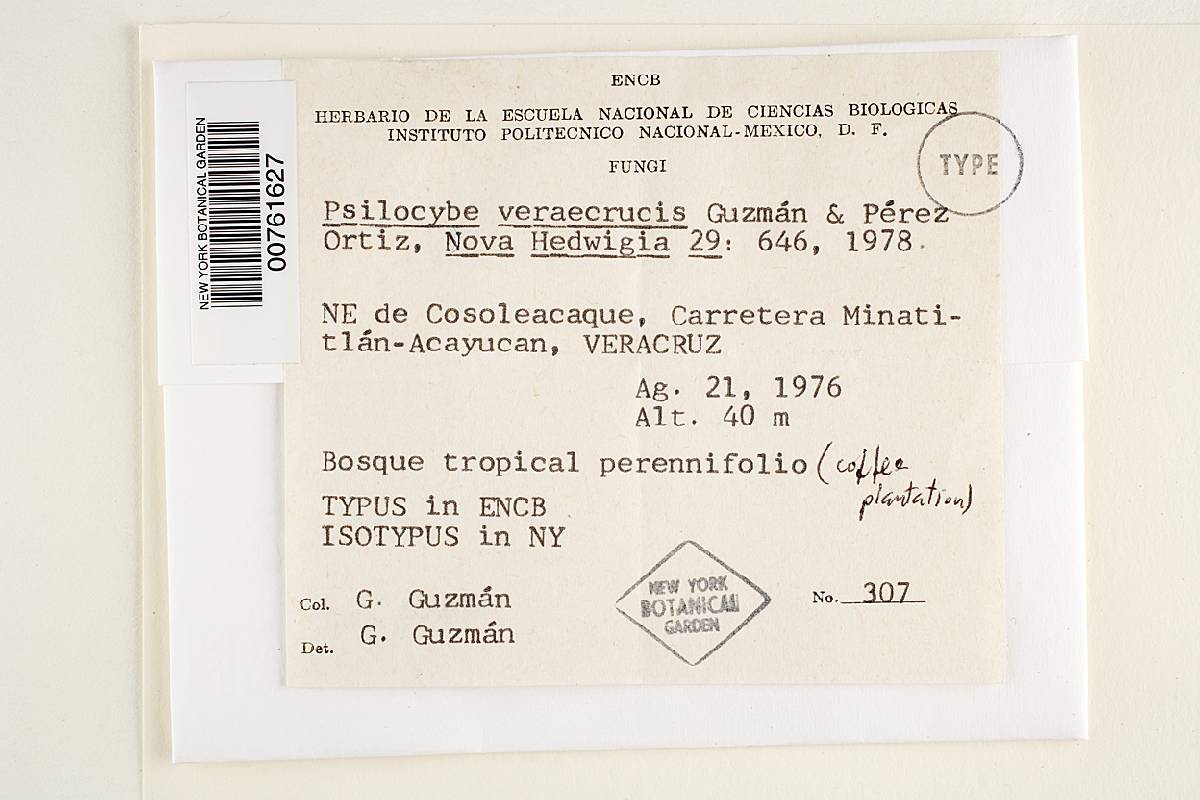 ENCB
HERBARIO DE LA ESCUELA NACIONAL DE CIENCIAS BIOLOGICAS
INSTITUTO POLITECNICO NACIONAL-MEXICO, D. F.
TYPE
FUNGI
Psilocybe veraecrucis Guzmán & Pérez
Ortiz, Nova Hedwigia 29: 646, 1978.
NE de Cosoleacaque, Carretera Minati-
tlán-Acayucan, VERACRUZ
Ag. 21, 1976
Alt. 40 m
Bosque tropical perennifolio (coffee
plantation)
TYPUS in ENCB
ISOTYPUS in NY
Col. G. Guzmán
Det. G. Guzmán
NEW YORK
BOTANICAL
GARDEN
No. 307
NEW YORK BOTANICAL GARDEN
00761627